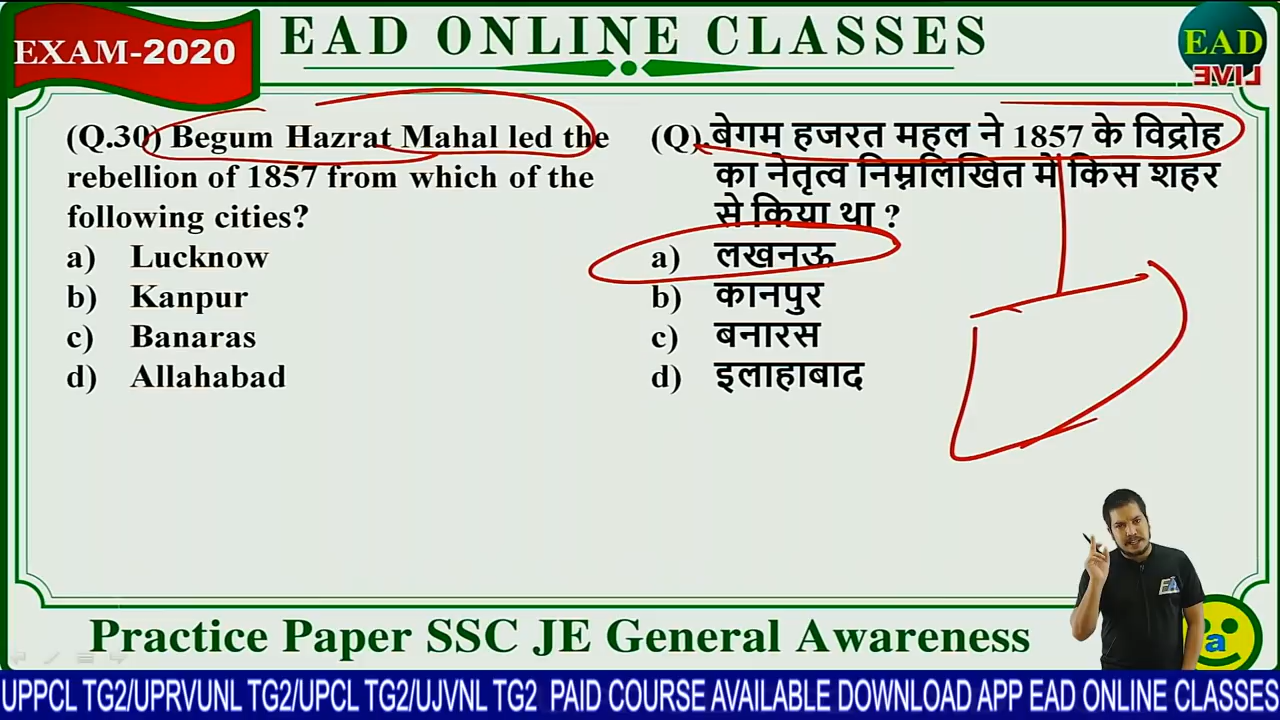 EXAM-2020
EAD ONLINE CLASSES
EAD
LIVE
(Q.30) Begum Hazrat Mahal led the
rebellion of 1857 from which of the
following cities?
a) Lucknow
b) Kanpur
c) Banaras
d) Allahabad
(Q).बेगम हजरत महल ने 1857 के विद्रोह
का नेतृत्व निम्नलिखित में किस शहर
से किया था ?
a) लखनऊ
b) कानपुर
c) बनारस
d) इलाहाबाद
Practice Paper SSC JE General Awareness
a
UPPCL TG2/UPRVUNL TG2/UPCL TG2/UJVNL TG2 PAID COURSE AVAILABLE DOWNLOAD APP EAD ONLINE CLASSES